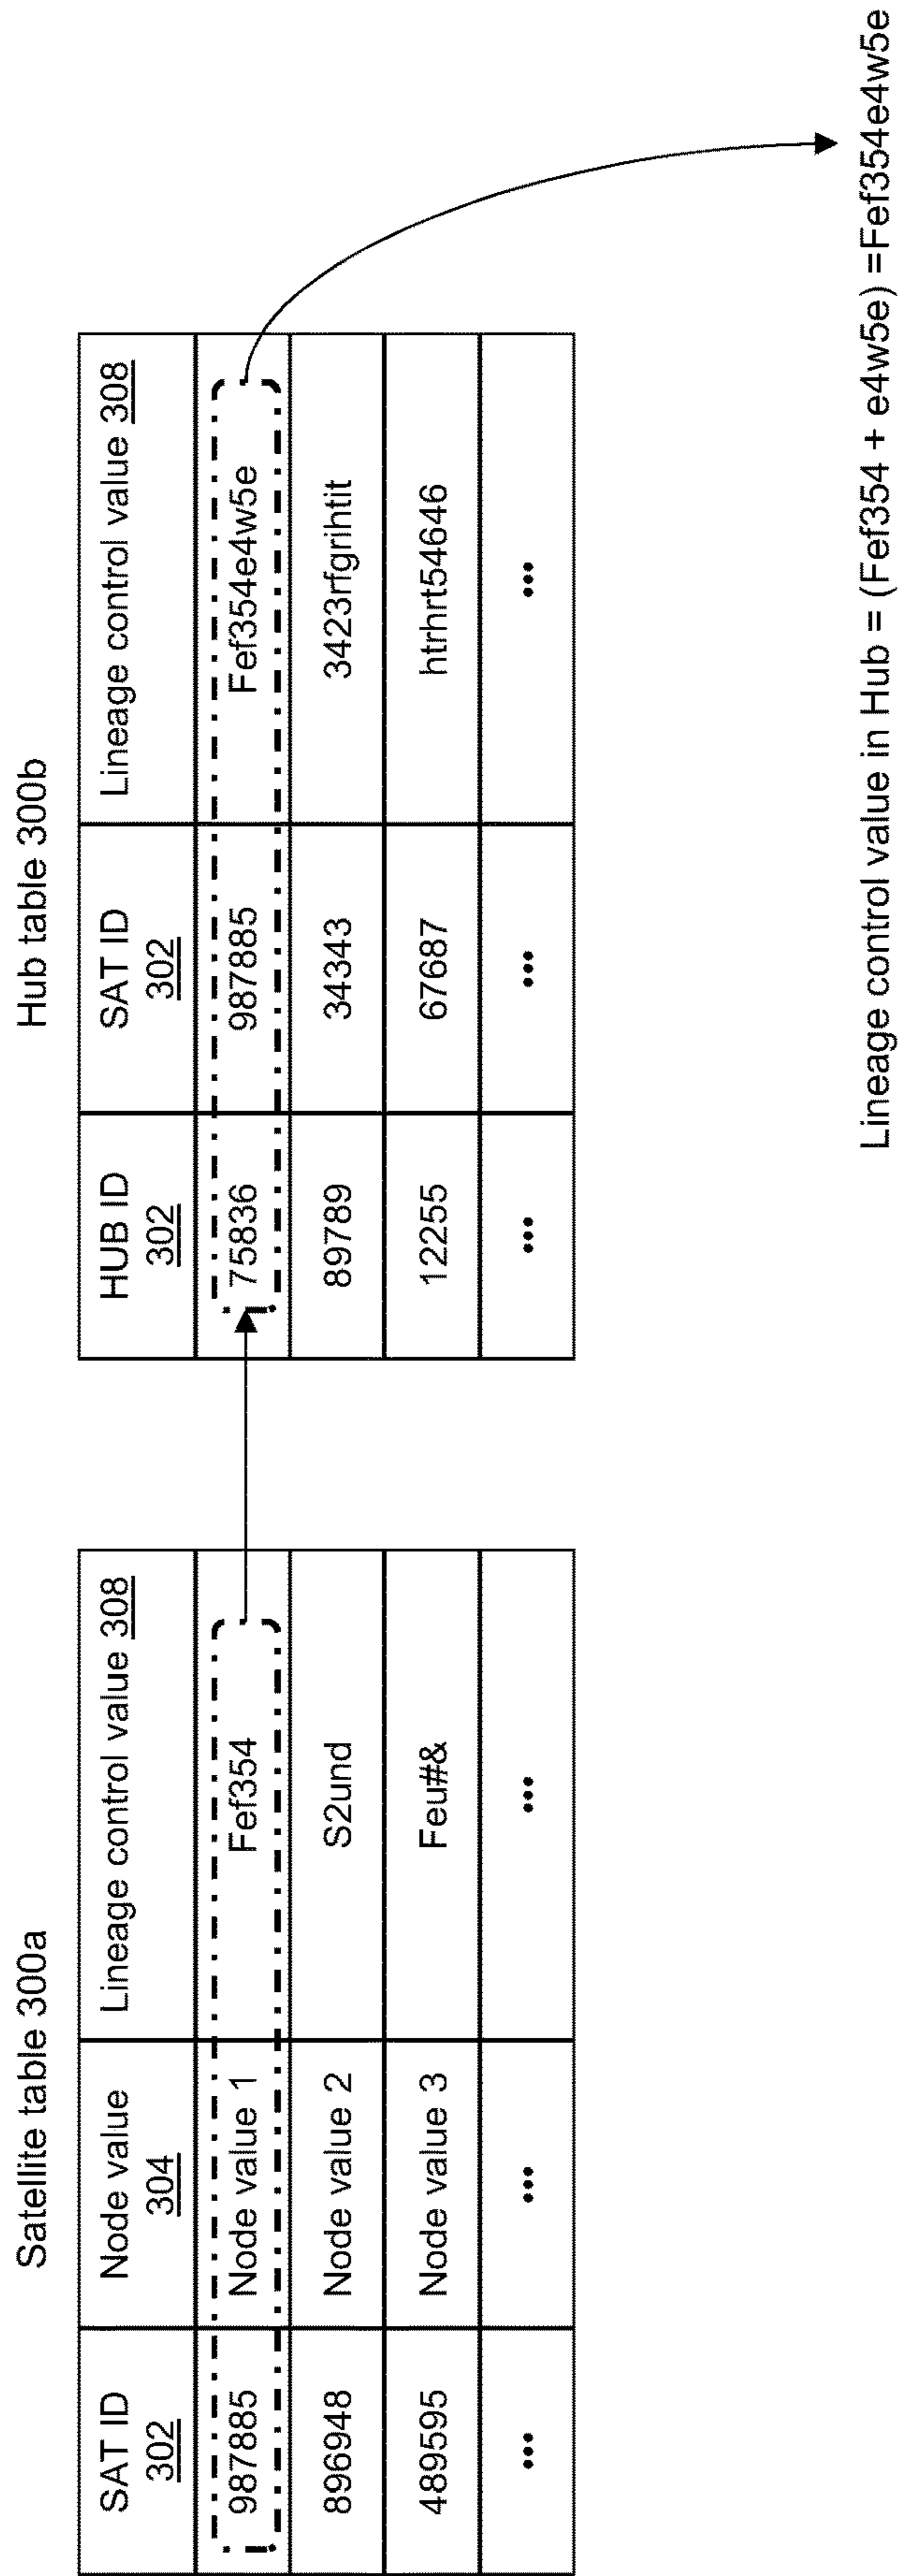 Satellite table 300a
SAT ID
302
Node value
304
Lineage control value 308
987885
Node value 1
Fef354
896948
Node value 2
S2und
489595
Node value 3
Feu#&
...
...
...
Hub table 300b
HUB ID
302
SAT ID
302
Lineage control value 308
75836
987885
Fef354e4w5e
89789
34343
3423rfgrihtit
12255
67687
htrhrt54646
...
...
...
Lineage control value in Hub = (Fef354 + e4w5e) =Fef354e4w5e